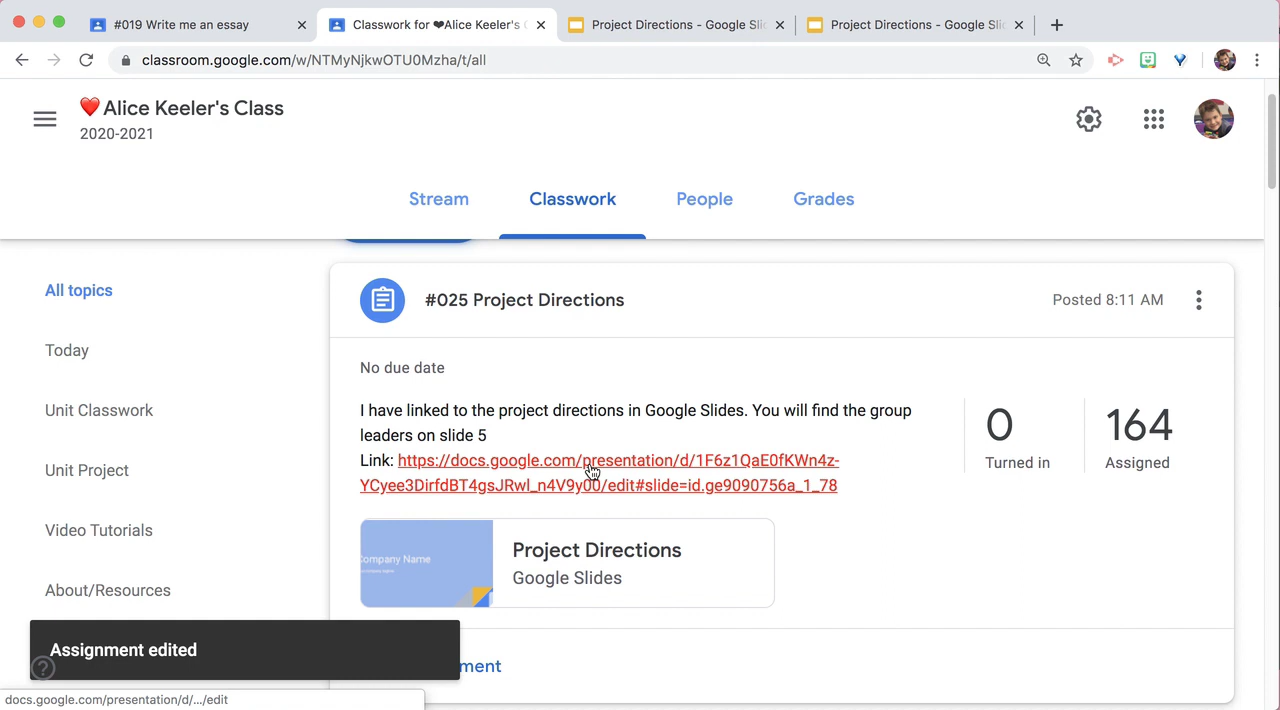 #019 Write me an essay
Classwork for ❤Alice Keeler's C
Project Directions - Google Slid
Project Directions - Google Slid
classroom.google.com/w/NTMyNjkwOTU0Mzha/t/all
❤️Alice Keeler's Class
2020-2021
Stream
Classwork
People
Grades
All topics
Today
Unit Classwork
Unit Project
Video Tutorials
About/Resources
#025 Project Directions
Posted 8:11 AM
No due date
I have linked to the project directions in Google Slides. You will find the group
leaders on slide 5
Link: https://docs.google.com/presentation/d/1F6z1QaE0fKWn4z-
YCyee3DirfdBT4gsJRwl_n4V9y00/edit#slide=id.ge9090756a_1_78
0
Turned in
164
Assigned
Company Name
Project Directions
Google Slides
Assignment edited
ment
docs.google.com/presentation/d/.../edit